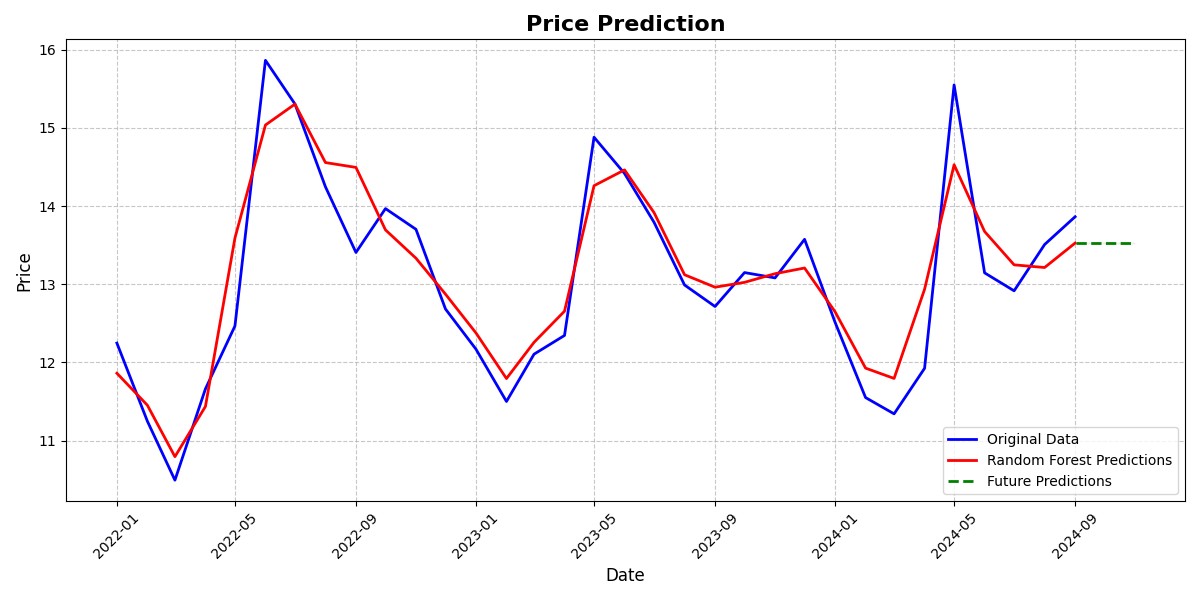 Price Prediction
Price
16
15
14
13
12
11
2022-01
2022-05
2022-09
2023-01
2023-05
2023-09
2024-01
2024-05
2024-09
Date
Original Data
Random Forest Predictions
Future Predictions